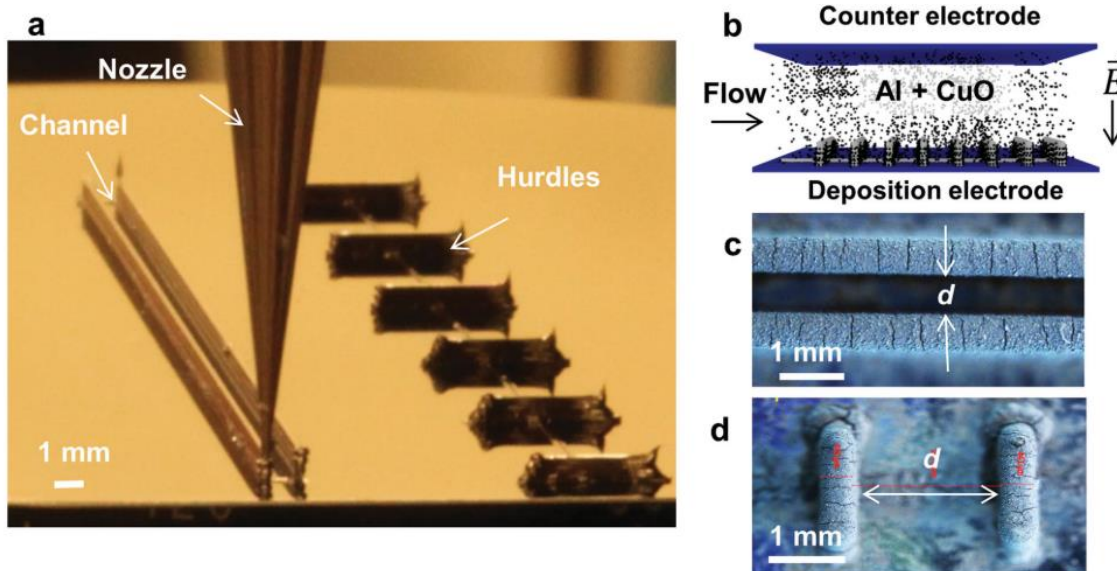 a
Nozzle
Channel
Hurdles
1 mm
b
Counter electrode
Flow
Al + CuO
E
Deposition electrode
c
d
1 mm
d
d
1 mm